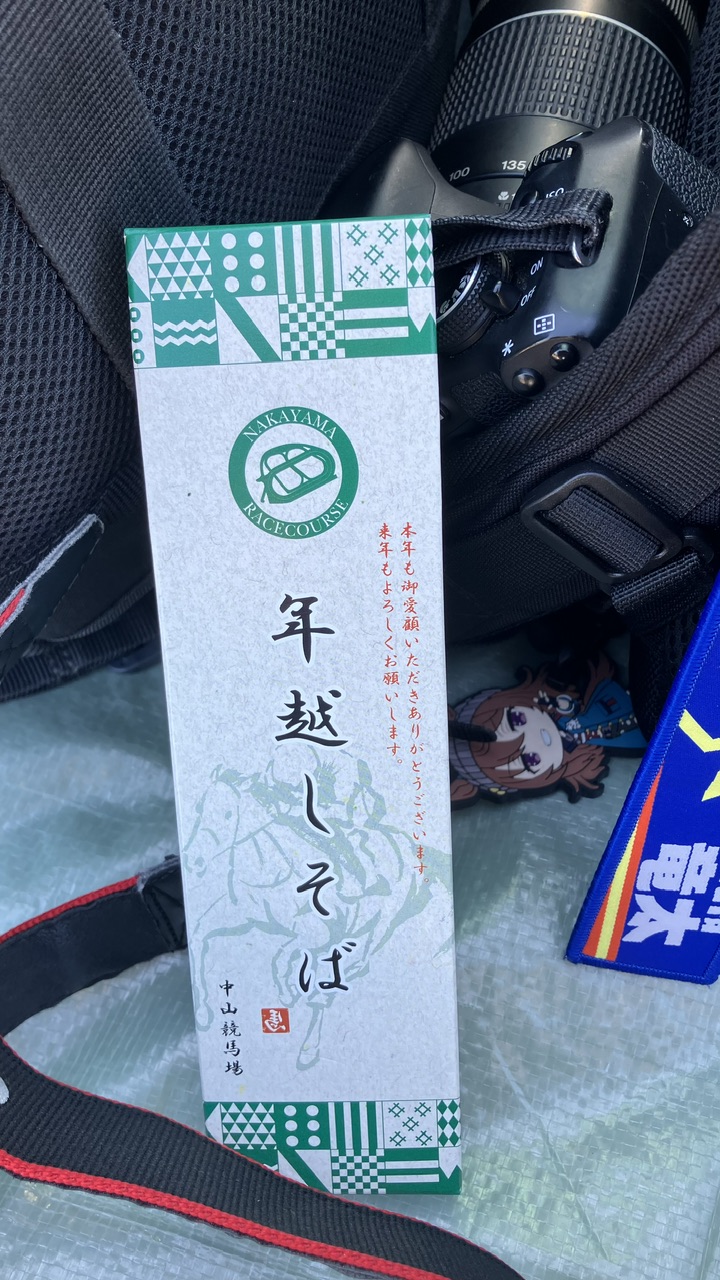 NAKAYAMA
RACECOURSE
本年も御愛顧いただきありがとうございます。
来年もよろしくお願いします。
年越しそば
中山競馬場
馬
100 135
ISO
ON
OFF
竜太